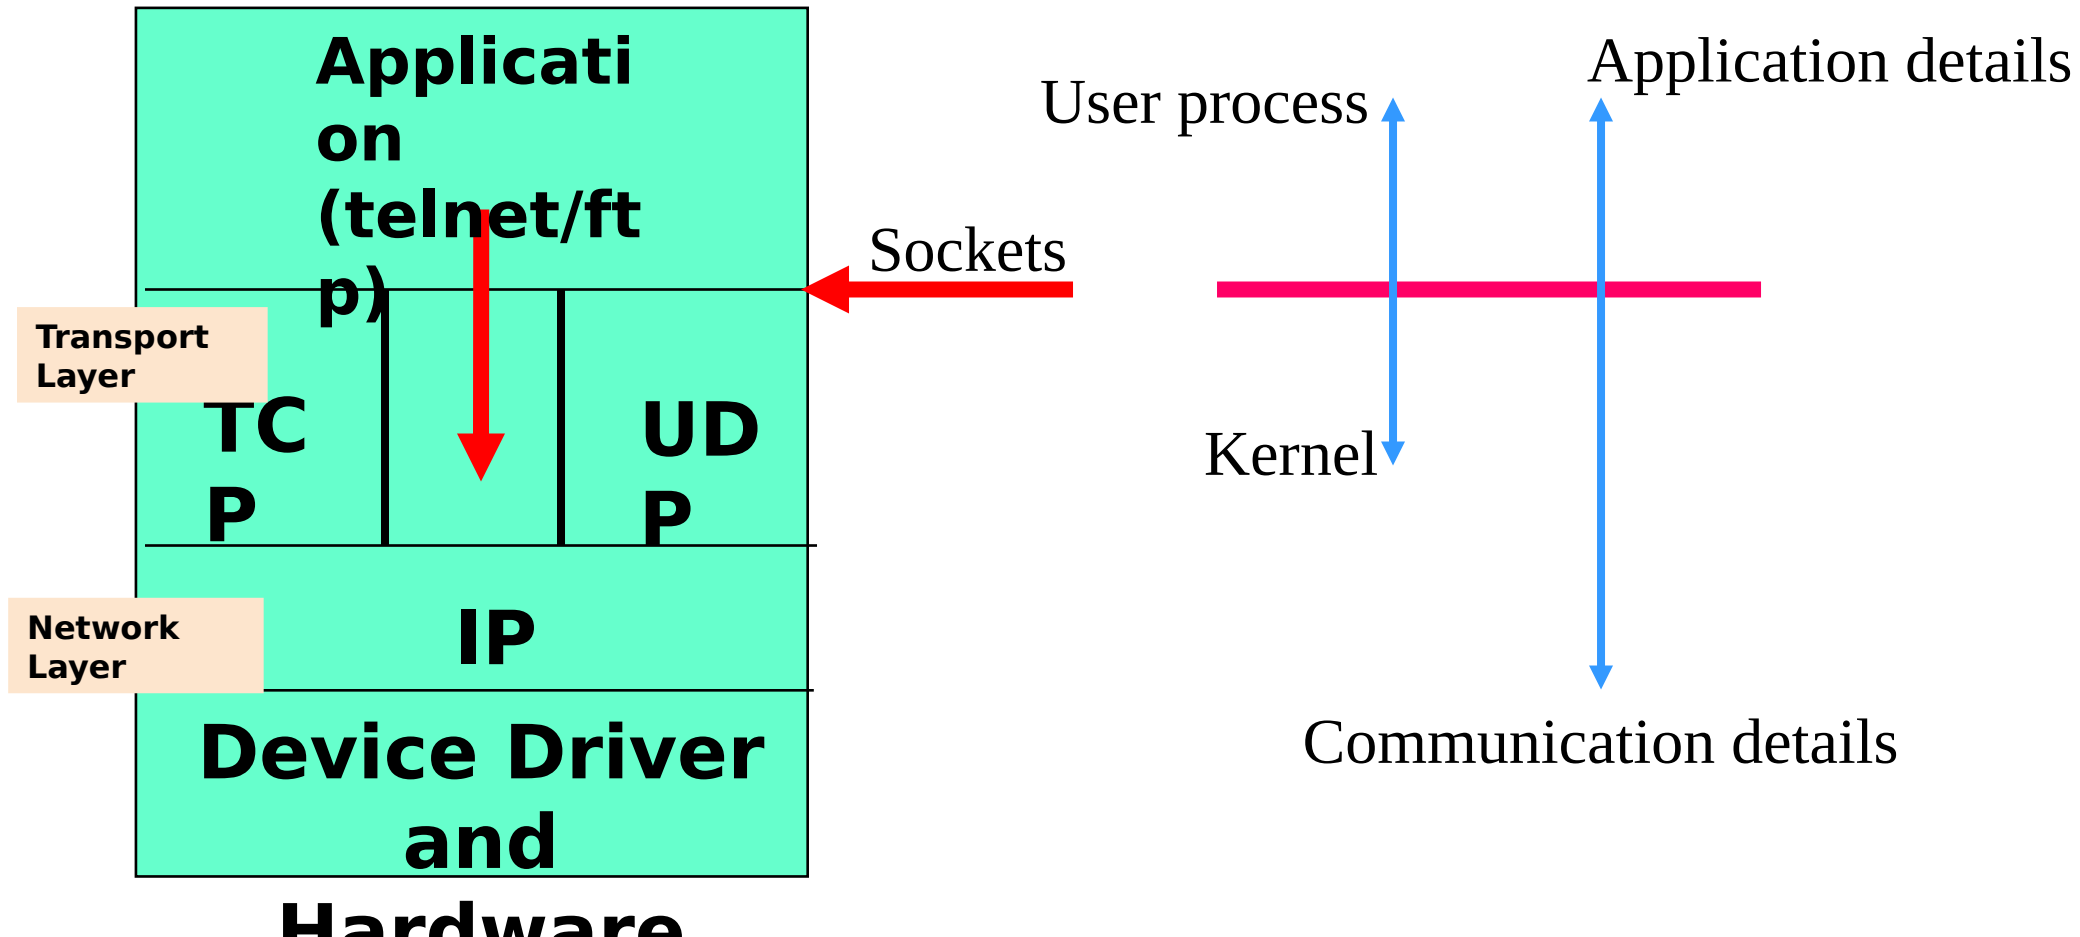 Applicati
on
(telnet/ft
p)
Application details
User process
Sockets
Transport
Layer
TC
P
UD
P
Kernel
Network
Layer
IP
Device Driver
and
Hardware
Communication details